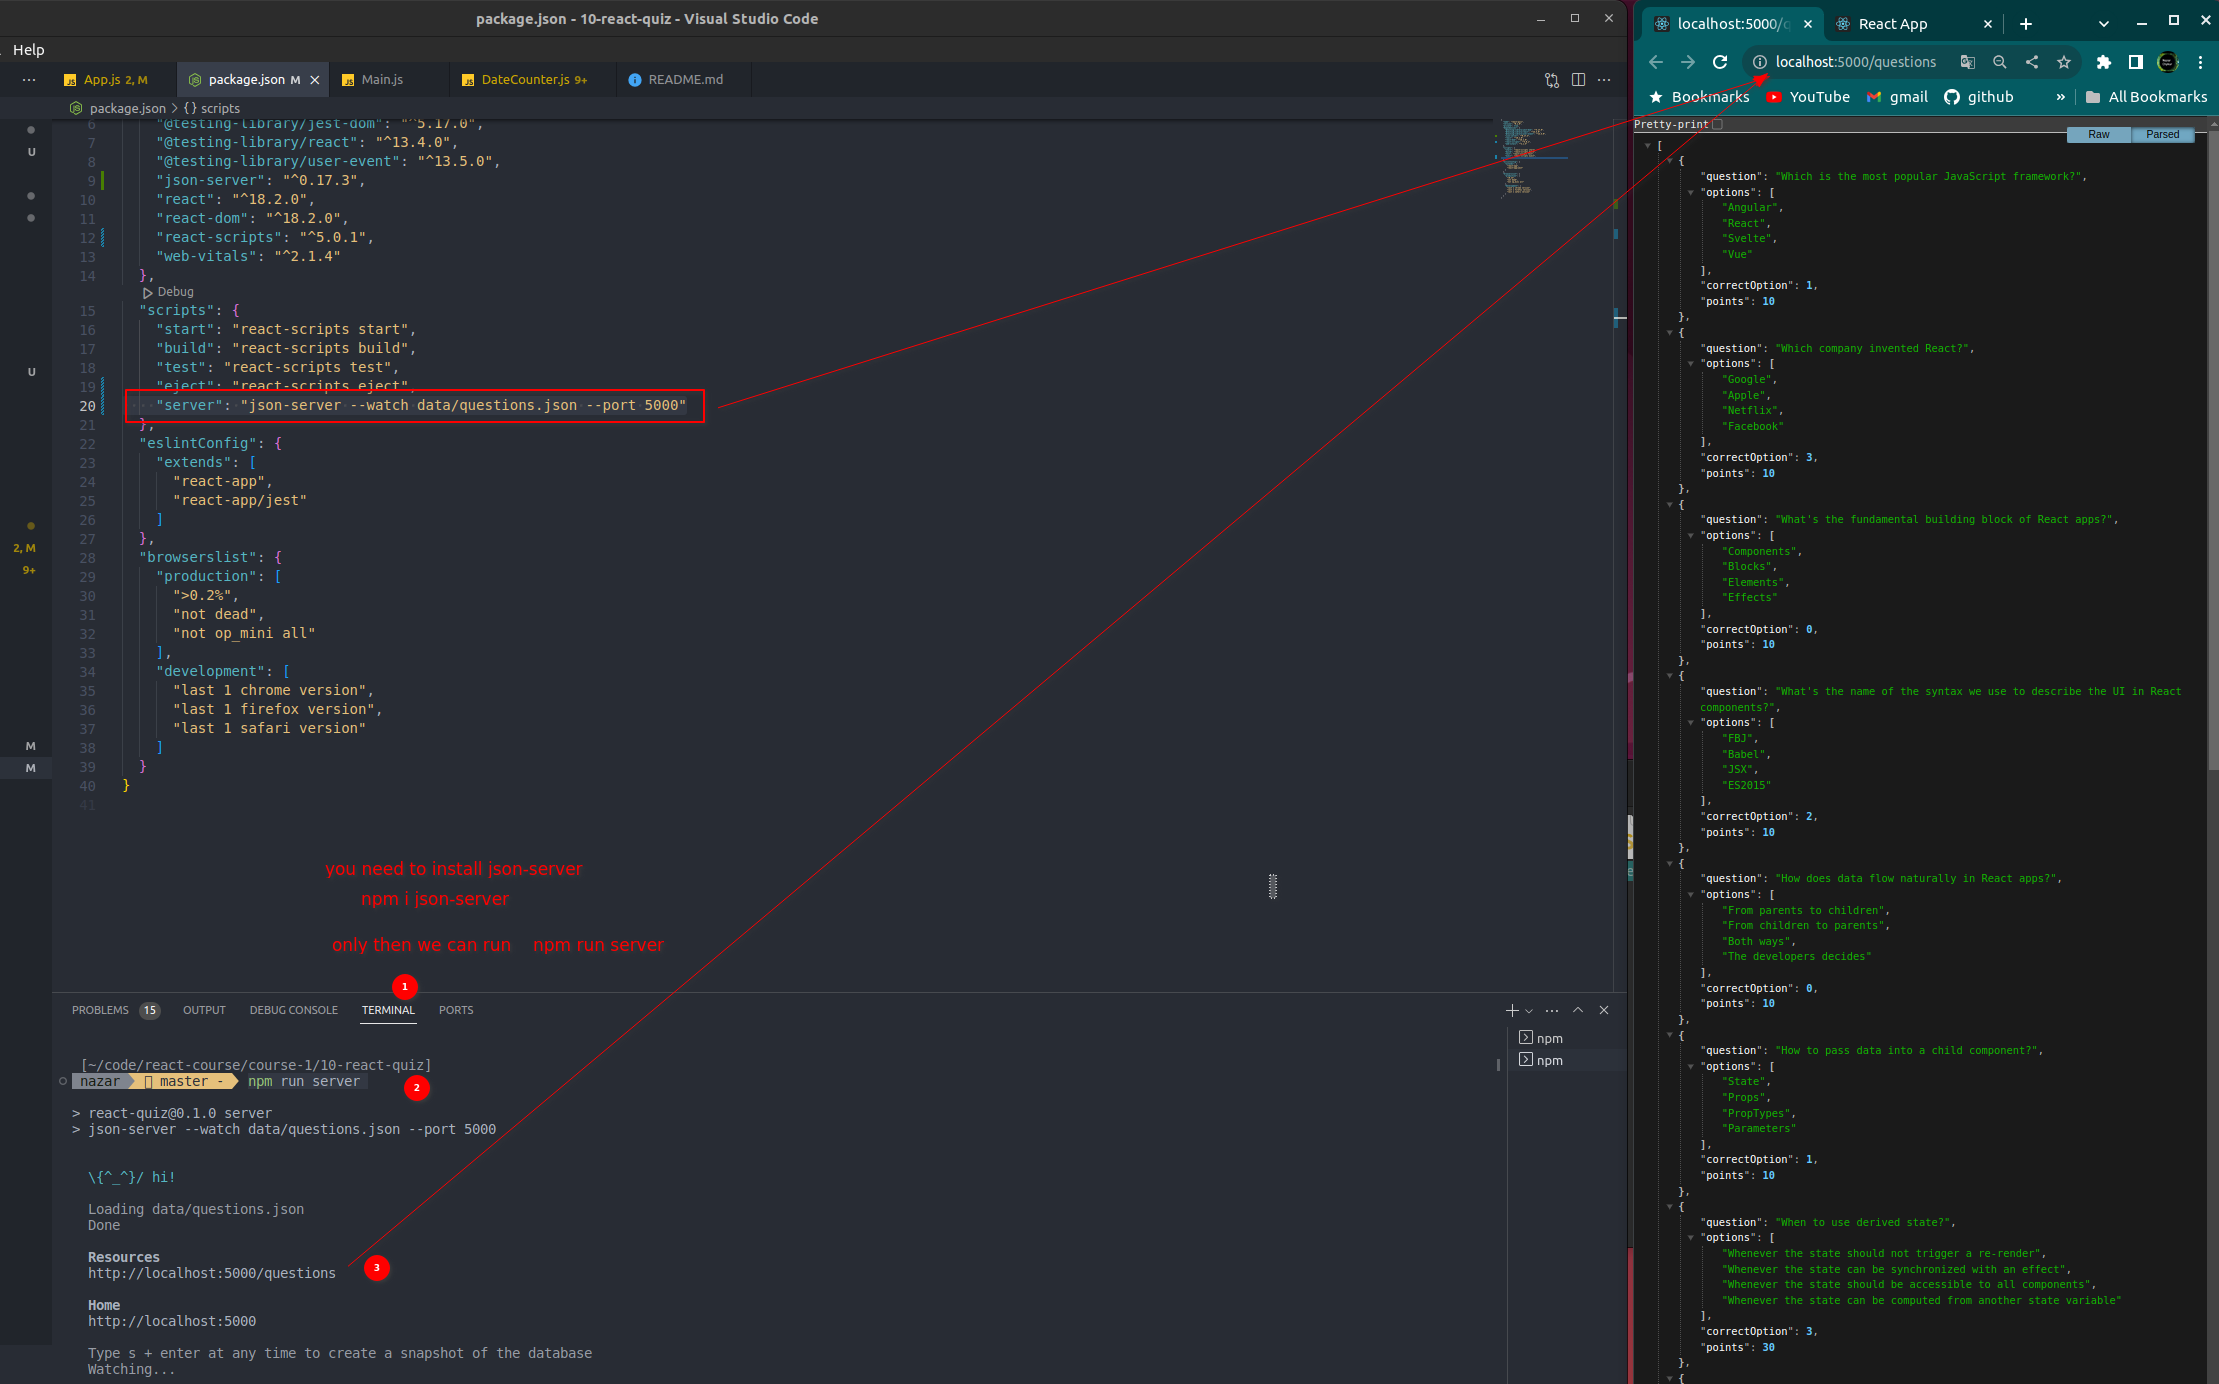 package.json - 10-react-quiz - Visual Studio Code
Help
App.js 2, M
package.json M
Main.js
DateCounter.js 9+
README.md
package.json > {} scripts
U
U
2, M
9+
M
M
6 "@testing-library/jest-dom": "^5.17.0",
7 "@testing-library/react": "^13.4.0",
8 "@testing-library/user-event": "^13.5.0",
9 "json-server": "^0.17.3",
10 "react": "^18.2.0",
11 "react-dom": "^18.2.0",
12 "react-scripts": "^5.0.1",
13 "web-vitals": "^2.1.4"
14 },
Debug
15 "scripts": {
16 "start": "react-scripts start",
17 "build": "react-scripts build",
18 "test": "react-scripts test",
19 "eject": "react-scripts eject",
20 "server": "json-server --watch data/questions.json --port 5000"
21 },
22 "eslintConfig": {
23 "extends": [
24 "react-app",
25 "react-app/jest"
26 ]
27 },
28 "browserslist": {
29 "production": [
30 ">0.2%",
31 "not dead",
32 "not op_mini all"
33 ],
34 "development": [
35 "last 1 chrome version",
36 "last 1 firefox version",
37 "last 1 safari version"
38 ]
39 }
40 }
41
you need to install json-server
npm i json-server
only then we can run npm run server
1
PROBLEMS 15 OUTPUT DEBUG CONSOLE TERMINAL PORTS
npm
npm
[~/code/react-course/course-1/10-react-quiz]
nazar master - npm run server
2
> react-quiz@0.1.0 server
> json-server --watch data/questions.json --port 5000
\{^_^}/ hi!
Loading data/questions.json
Done
Resources
http://localhost:5000/questions
3
Home
http://localhost:5000
Type s + enter at any time to create a snapshot of the database
Watching...
localhost:5000/q
React App
localhost:5000/questions
Bookmarks YouTube gmail github » All Bookmarks
Pretty-print
Raw Parsed
[
{
"question": "Which is the most popular JavaScript framework?",
"options": [
"Angular",
"React",
"Svelte",
"Vue"
],
"correctOption": 1,
"points": 10
},
{
"question": "Which company invented React?",
"options": [
"Google",
"Apple",
"Netflix",
"Facebook"
],
"correctOption": 3,
"points": 10
},
{
"question": "What's the fundamental building block of React apps?",
"options": [
"Components",
"Blocks",
"Elements",
"Effects"
],
"correctOption": 0,
"points": 10
},
{
"question": "What's the name of the syntax we use to describe the UI in React
components?",
"options": [
"FBJ",
"Babel",
"JSX",
"ES2015"
],
"correctOption": 2,
"points": 10
},
{
"question": "How does data flow naturally in React apps?",
"options": [
"From parents to children",
"From children to parents",
"Both ways",
"The developers decides"
],
"correctOption": 0,
"points": 10
},
{
"question": "How to pass data into a child component?",
"options": [
"State",
"Props",
"PropTypes",
"Parameters"
],
"correctOption": 1,
"points": 10
},
{
"question": "When to use derived state?",
"options": [
"Whenever the state should not trigger a re-render",
"Whenever the state can be synchronized with an effect",
"Whenever the state should be accessible to all components",
"Whenever the state can be computed from another state variable"
],
"correctOption": 3,
"points": 30
},
{